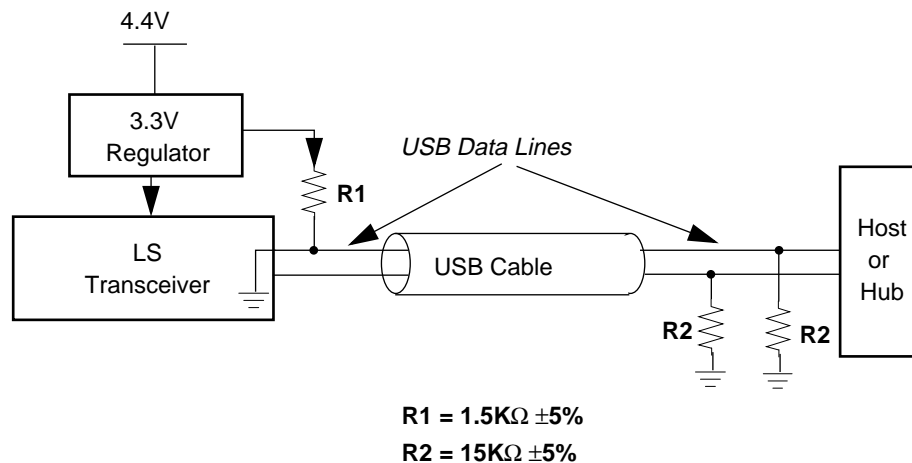 4.4V
3.3V
Regulator
USB Data Lines
R1
LS
Transceiver
USB Cable
Host
or
Hub
R2
R2
R1 = 1.5KΩ ±5%
R2 = 15KΩ ±5%